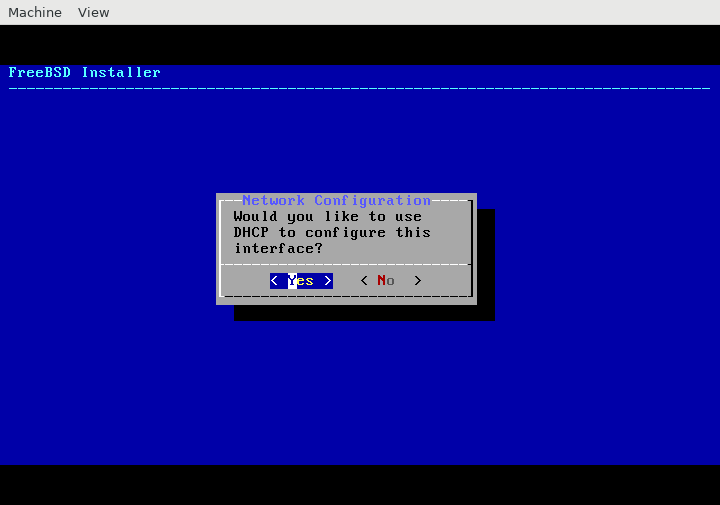 Machine View
FreeBSD Installer
Network Configuration
Would you like to use
DHCP to configure this
interface?
< Yes > < No >